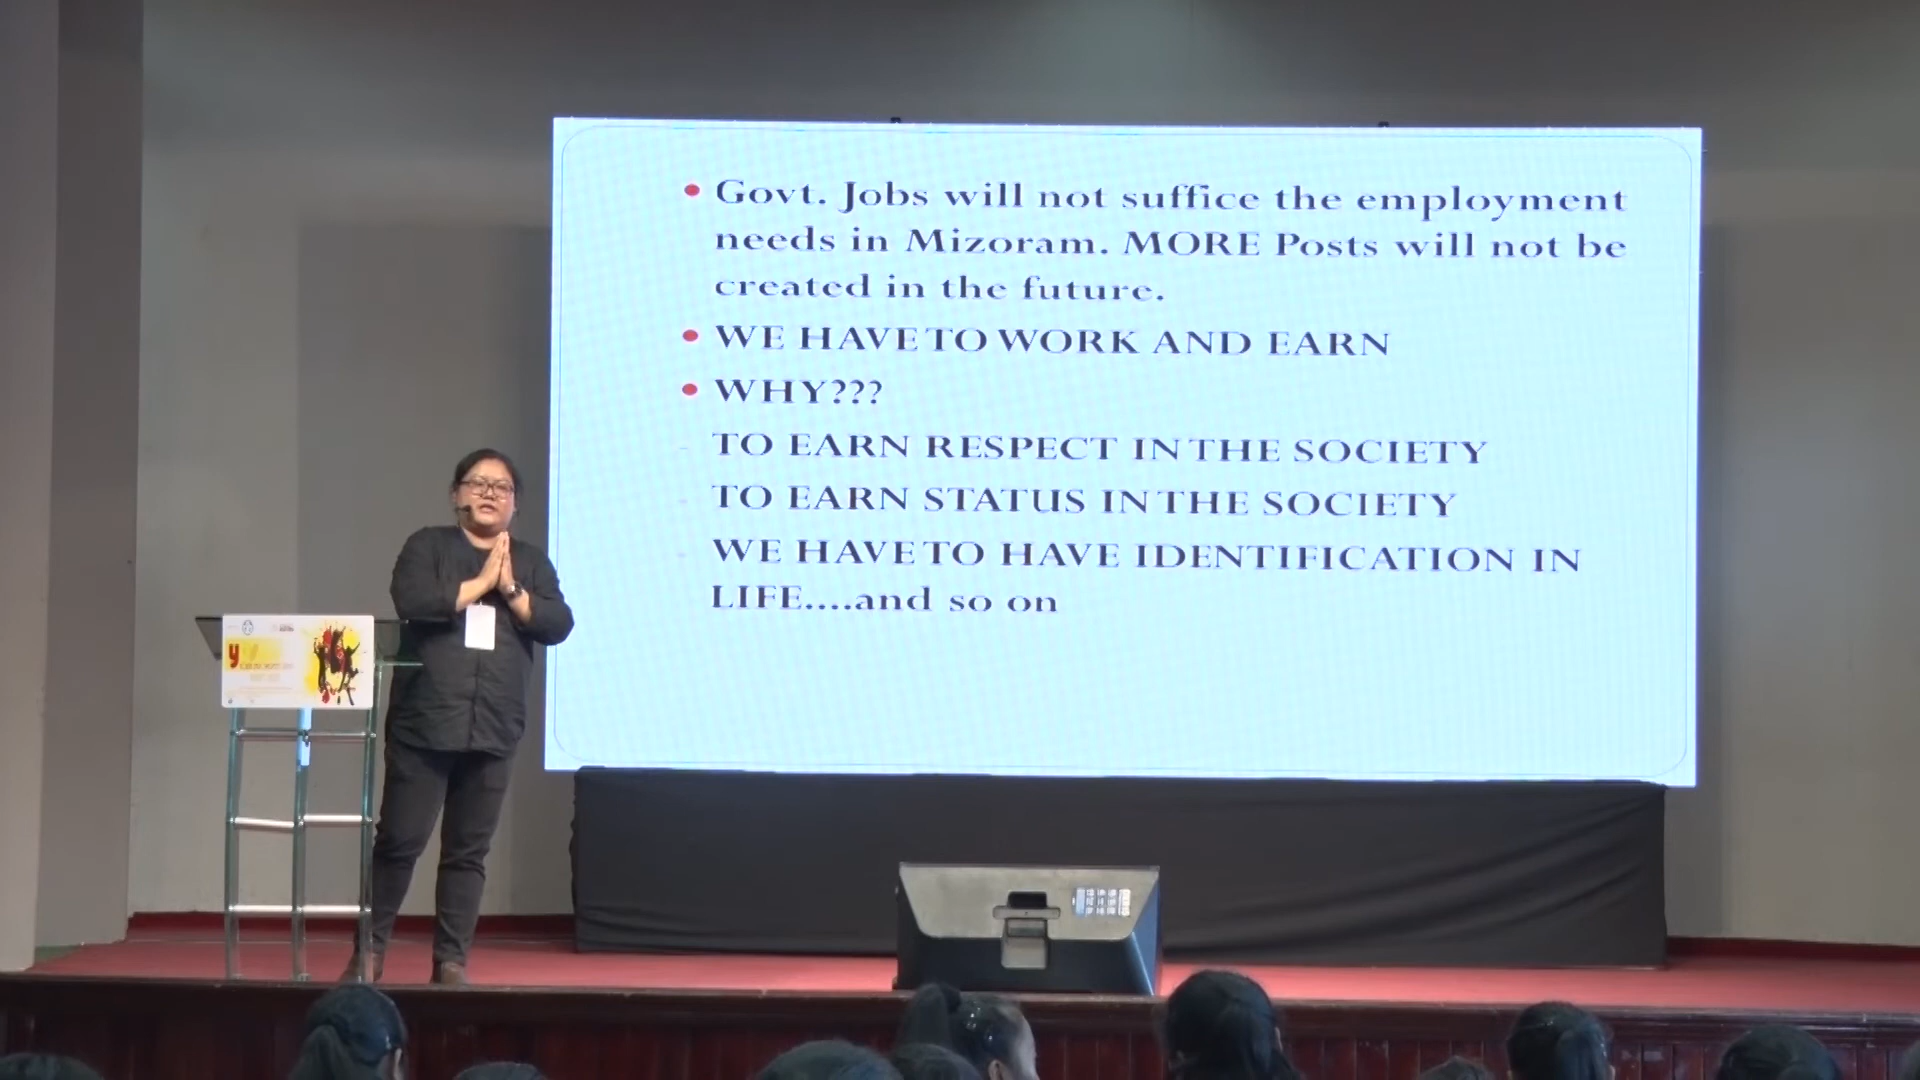 Govt. Jobs will not suffice the employment
needs in Mizoram. MORE Posts will not be
created in the future.
WE HAVE TO WORK AND EARN
WHY???
- TO EARN RESPECT IN THE SOCIETY
- TO EARN STATUS IN THE SOCIETY
- WE HAVE TO HAVE IDENTIFICATION IN
LIFE....and so on
y